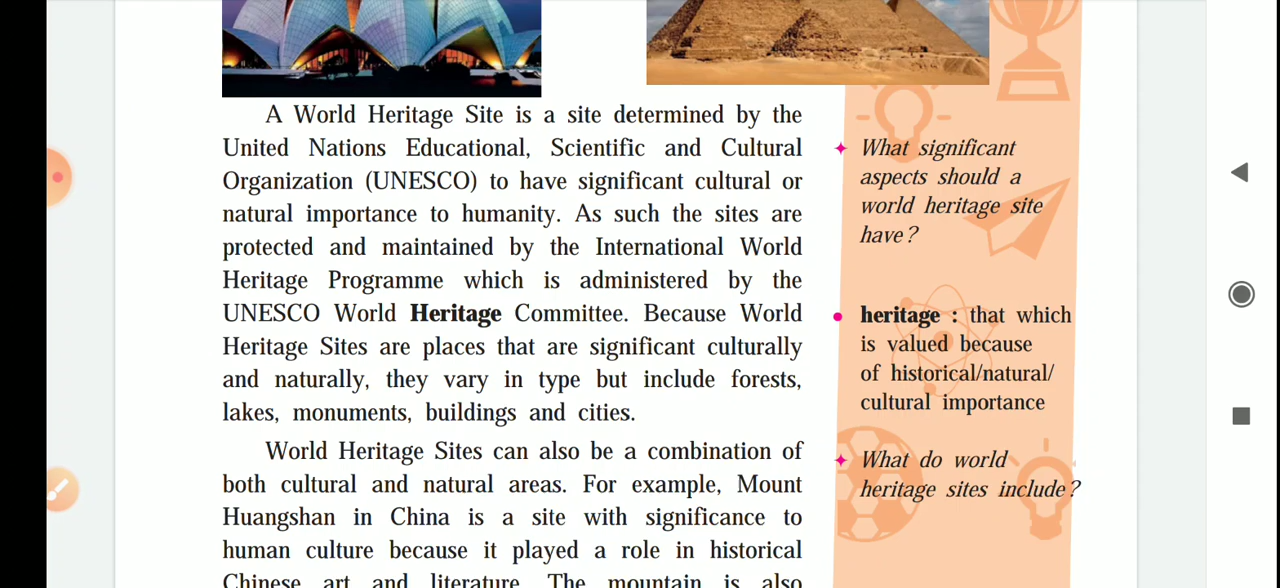 A World Heritage Site is a site determined by the
United Nations Educational, Scientific and Cultural
Organization (UNESCO) to have significant cultural or
natural importance to humanity. As such the sites are
protected and maintained by the International World
Heritage Programme which is administered by the
UNESCO World Heritage Committee. Because World
Heritage Sites are places that are significant culturally
and naturally, they vary in type but include forests,
lakes, monuments, buildings and cities.
World Heritage Sites can also be a combination of
both cultural and natural areas. For example, Mount
Huangshan in China is a site with significance to
human culture because it played a role in historical
Chinese art and literature. The mountain is also
What significant
aspects should a
world heritage site
have?
heritage : that which
is valued because
of historical/natural/
cultural importance
What do world
heritage sites include?